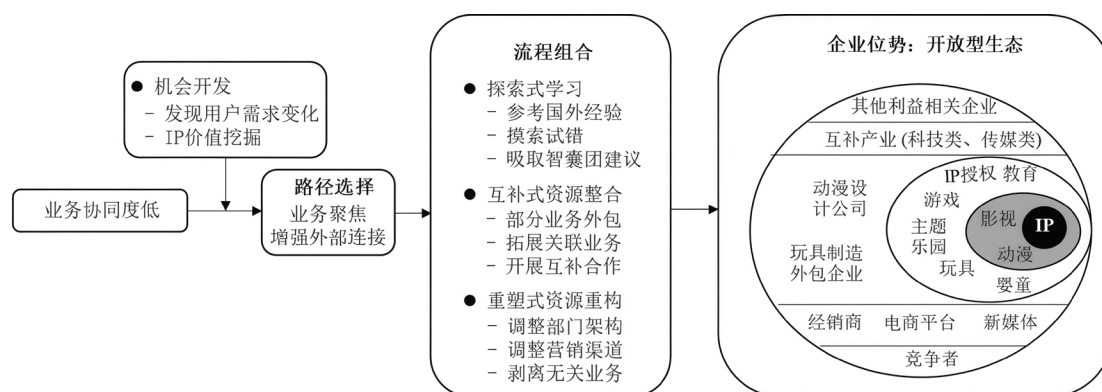 ● 机会开发
– 发现用户需求变化
– IP价值挖掘
业务协同度低
路径选择
业务聚焦
增强外部连接
流程组合
● 探索式学习
– 参考国外经验
– 摸索试错
– 吸取智囊团建议
● 互补式资源整合
– 部分业务外包
– 拓展关联业务
– 开展互补合作
● 重塑式资源重构
– 调整部门架构
– 调整营销渠道
– 剥离无关业务
企业位势：开放型生态
其他利益相关企业
互补产业 (科技类、传媒类)
动漫设
计公司
玩具制造
外包企业
IP授权 教育
游戏
主题
乐园
玩具
婴童
影视
IP
动漫
经销商 电商平台 新媒体
竞争者